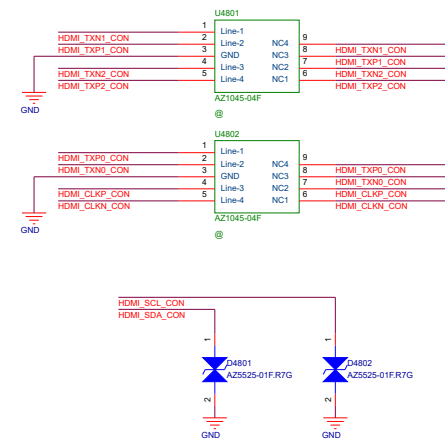 U4801
1 Line-1
HDMI_TXN1_CON 2 Line-2 NC4 9
HDMI_TXP1_CON 3 GND NC3 8 HDMI_TXN1_CON
4 Line-3 NC2 7 HDMI_TXP1_CON
HDMI_TXN2_CON 5 Line-4 NC1 6 HDMI_TXN2_CON
HDMI_TXP2_CON HDMI_TXP2_CON
AZ1045-04F
GND
@
U4802
1 Line-1
HDMI_TXP0_CON 2 Line-2 NC4 9
HDMI_TXN0_CON 3 GND NC3 8 HDMI_TXP0_CON
4 Line-3 NC2 7 HDMI_TXN0_CON
HDMI_CLKP_CON 5 Line-4 NC1 6 HDMI_CLKP_CON
HDMI_CLKN_CON HDMI_CLKN_CON
AZ1045-04F
GND
@
HDMI_SCL_CON
HDMI_SDA_CON
1 1
D4801 D4802
AZ5525-01F.R7G AZ5525-01F.R7G
2 2
GND GND